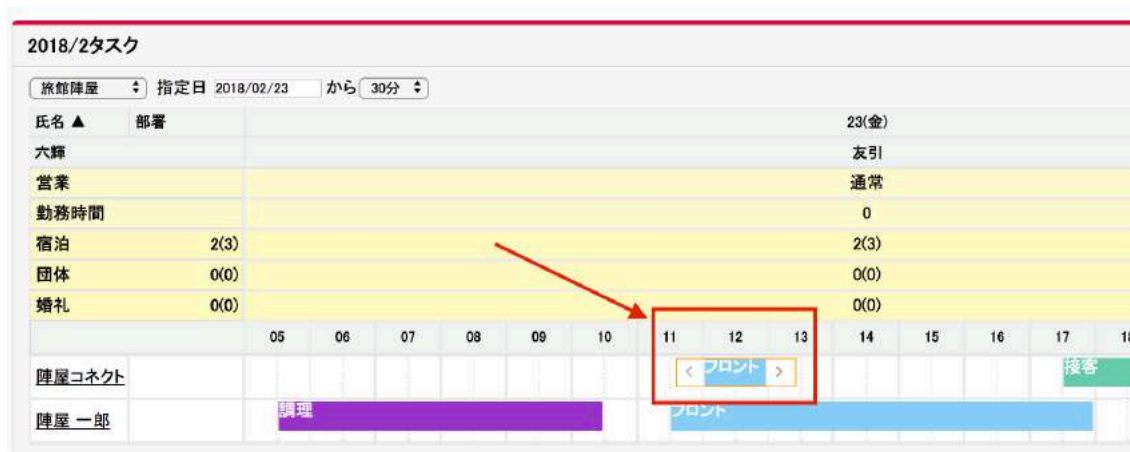 2018/2タスク
旅館陣屋 指定日 2018/02/23 から 30分
氏名 ▲ 部署 23(金)
六輝 友引
営業 通常
勤務時間 0
宿泊 2(3) 2(3)
団体 0(0) 0(0)
婚礼 0(0) 0(0)
05 06 07 08 09 10 11 12 13 14 15 16 17 18
陣屋コネクト < フロント > 接客
陣屋 一郎 調理 フロント